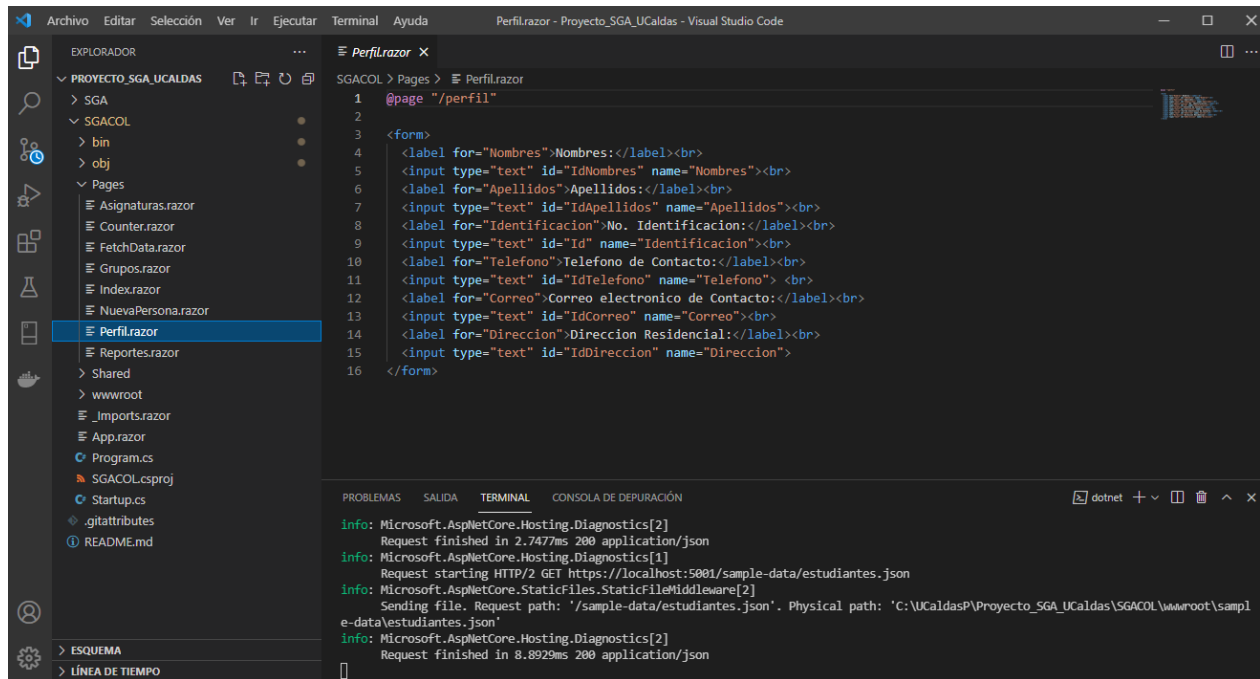 Archivo Editar Selección Ver Ir Ejecutar Terminal Ayuda
Perfil.razor - Proyecto_SGA_UCaldas - Visual Studio Code
EXPLORADOR
PROYECTO_SGA_UCALDAS
SGA
SGACOL
bin
obj
Pages
Asignaturas.razor
Counter.razor
FetchData.razor
Grupos.razor
Index.razor
NuevaPersona.razor
Perfil.razor
Reportes.razor
Shared
wwwroot
_Imports.razor
App.razor
Program.cs
SGACOL.csproj
Startup.cs
.gitattributes
README.md
ESQUEMA
LÍNEA DE TIEMPO
Perfil.razor
SGACOL > Pages > Perfil.razor
1 @page "/perfil"
2
3 <form>
4 <label for="Nombres">Nombres:</label><br>
5 <input type="text" id="IdNombres" name="Nombres"><br>
6 <label for="Apellidos">Apellidos:</label><br>
7 <input type="text" id="IdApellidos" name="Apellidos"><br>
8 <label for="Identificacion">No. Identificacion:</label><br>
9 <input type="text" id="Id" name="Identificacion"><br>
10 <label for="Telefono">Telefono de Contacto:</label><br>
11 <input type="text" id="IdTelefono" name="Telefono"> <br>
12 <label for="Correo">Correo electronico de Contacto:</label><br>
13 <input type="text" id="IdCorreo" name="Correo"><br>
14 <label for="Direccion">Direccion Residencial:</label><br>
15 <input type="text" id="IdDireccion" name="Direccion">
16 </form>
PROBLEMAS SALIDA TERMINAL CONSOLA DE DEPURACIÓN
dotnet
info: Microsoft.AspNetCore.Hosting.Diagnostics[2]
Request finished in 2.7477ms 200 application/json
info: Microsoft.AspNetCore.Hosting.Diagnostics[1]
Request starting HTTP/2 GET https://localhost:5001/sample-data/estudiantes.json
info: Microsoft.AspNetCore.StaticFiles.StaticFileMiddleware[2]
Sending file. Request path: '/sample-data/estudiantes.json'. Physical path: 'C:\UCaldasP\Proyecto_SGA_UCaldas\SGACOL\wwwroot\sampl
e-data\estudiantes.json'
info: Microsoft.AspNetCore.Hosting.Diagnostics[2]
Request finished in 8.8929ms 200 application/json